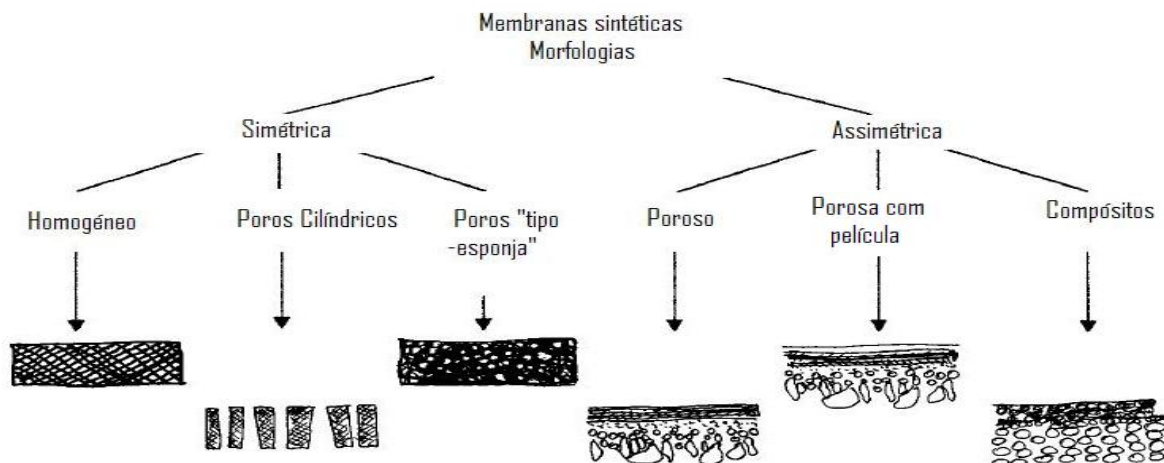 Membranas sintéticas
Morfologias
Simétrica
Assimétrica
Homogéneo
Poros Cilíndricos
Poros "tipo
-esponja"
Poroso
Porosa com
película
Compósitos